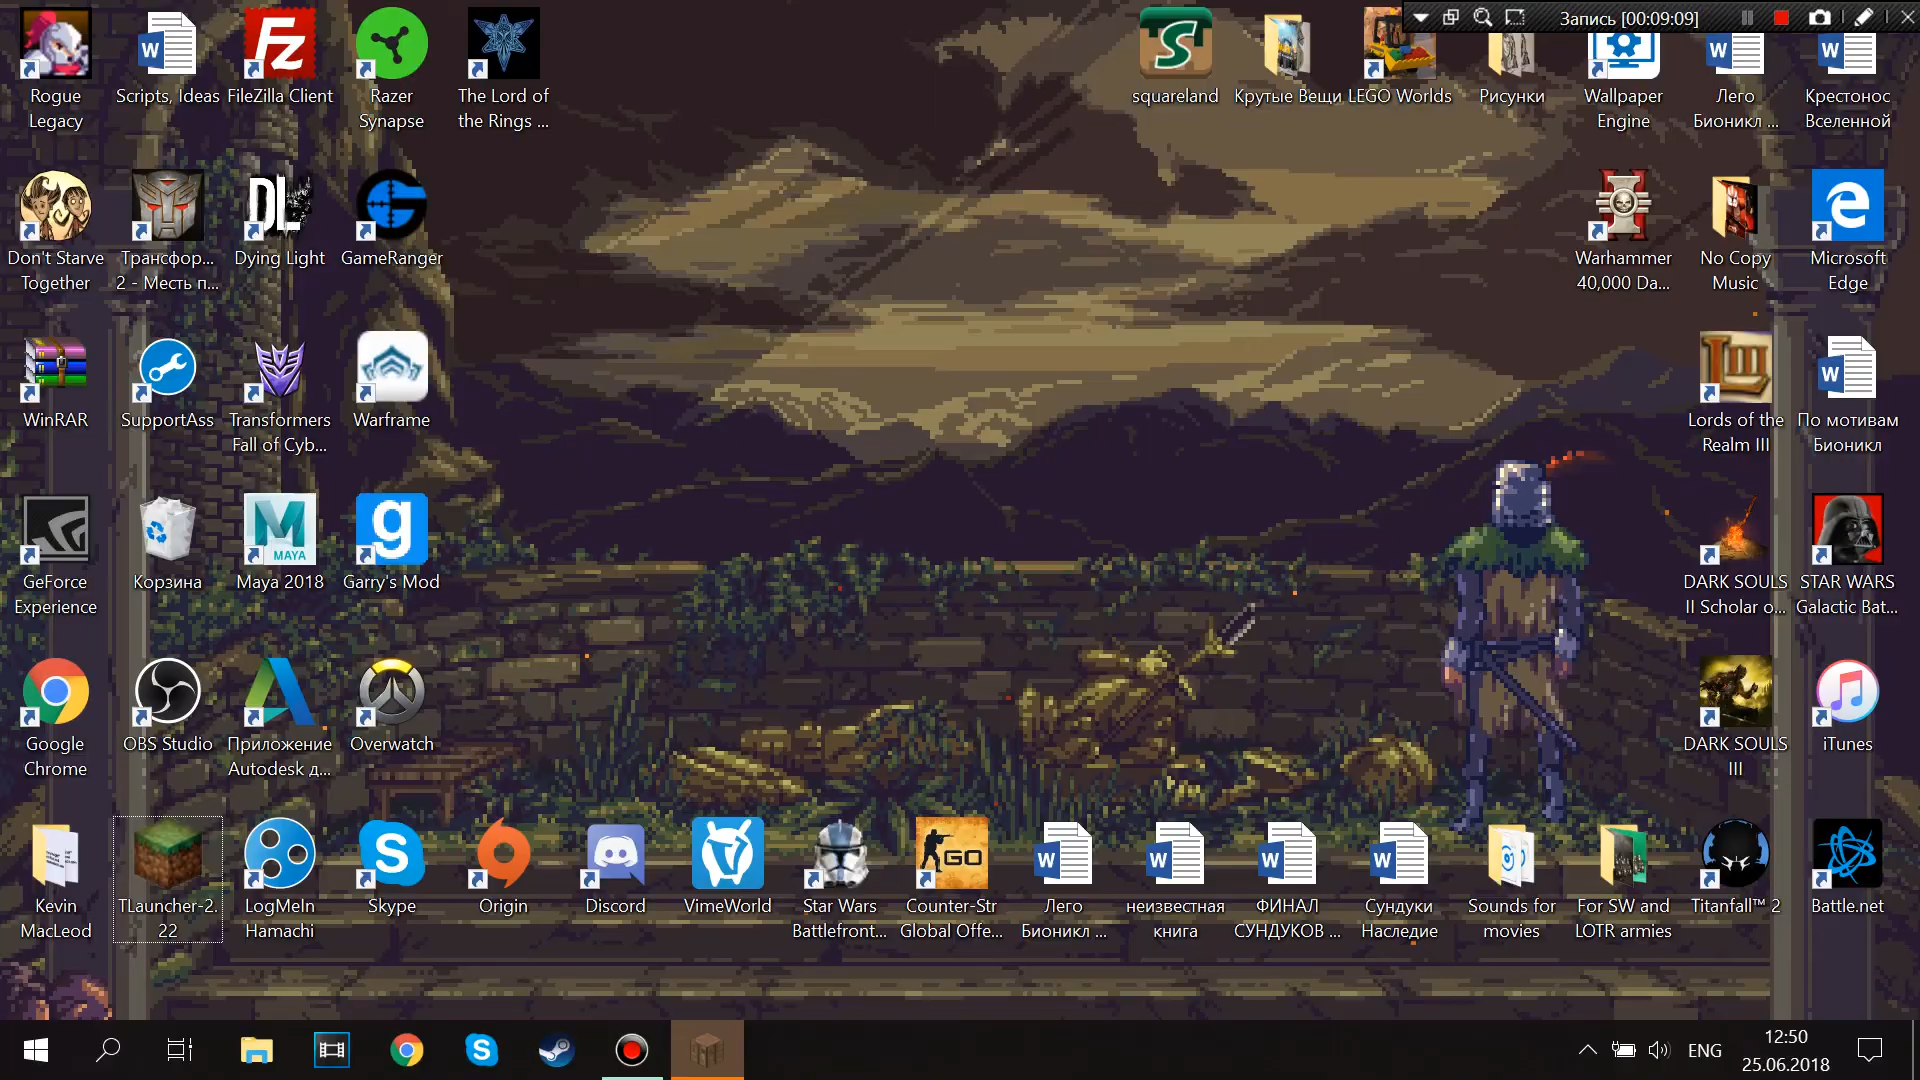 Запись [00:09:09]
Rogue
Legacy
Scripts, Ideas
FileZilla Client
Razer
Synapse
The Lord of
the Rings ...
squareland
Крутые Вещи
LEGO Worlds
Рисунки
Wallpaper
Engine
Лего
Бионикл ...
Крестонос
Вселенной
Don't Starve
Together
Трансфор...
2 - Месть п...
DL
Dying Light
GameRanger
Warhammer
40,000 Da...
No Copy
Music
Microsoft
Edge
WinRAR
SupportAss
Transformers
Fall of Cyb...
Warframe
Lords of the
Realm III
По мотивам
Бионикл
GeForce
Experience
Корзина
MAYA
Maya 2018
Garry's Mod
DARK SOULS
II Scholar o...
STAR WARS
Galactic Bat...
Google
Chrome
OBS Studio
Приложение
Autodesk д...
Overwatch
DARK SOULS
III
iTunes
Kevin
MacLeod
TLauncher-2.
22
LogMeIn
Hamachi
Skype
Origin
Discord
VimeWorld
Star Wars
Battlefront...
GO
Counter-Str
Global Offe...
Лего
Бионикл ...
неизвестная
книга
ФИНАЛ
СУНДУКОВ ...
Сундуки
Наследие
Sounds for
movies
For SW and
LOTR armies
Titanfall™ 2
Battle.net
ENG
12:50
25.06.2018